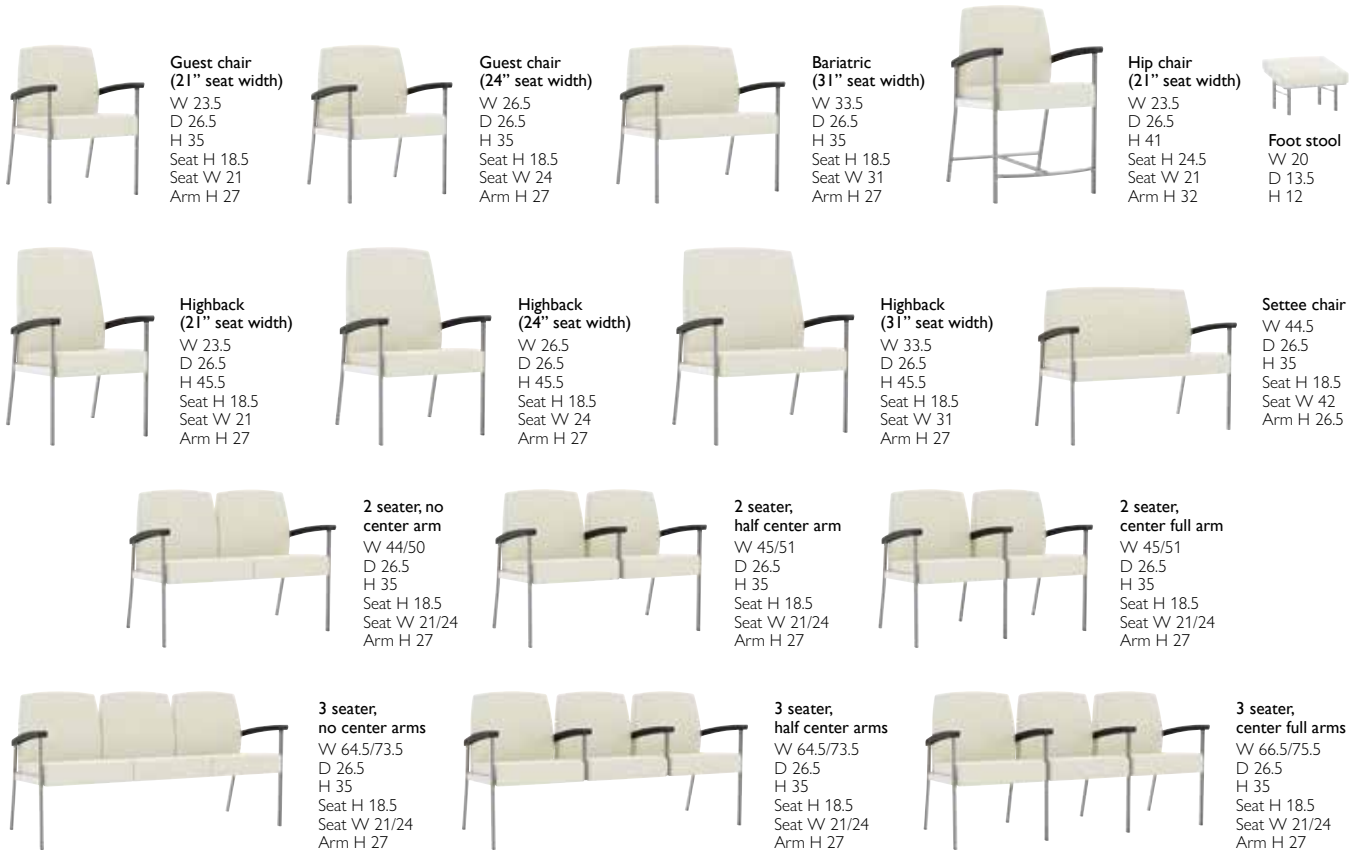 Guest chair
(21” seat width)
W 23.5
D 26.5
H 35
Seat H 18.5
Seat W 21
Arm H 27
Guest chair
(24” seat width)
W 26.5
D 26.5
H 35
Seat H 18.5
Seat W 24
Arm H 27
Bariatric
(31” seat width)
W 33.5
D 26.5
H 35
Seat H 18.5
Seat W 31
Arm H 27
Hip chair
(21” seat width)
W 23.5
D 26.5
H 41
Seat H 24.5
Seat W 21
Arm H 32
Foot stool
W 20
D 13.5
H 12
Highback
(21” seat width)
W 23.5
D 26.5
H 45.5
Seat H 18.5
Seat W 21
Arm H 27
Highback
(24” seat width)
W 26.5
D 26.5
H 45.5
Seat H 18.5
Seat W 24
Arm H 27
Highback
(31” seat width)
W 33.5
D 26.5
H 45.5
Seat H 18.5
Seat W 31
Arm H 27
Settee chair
W 44.5
D 26.5
H 35
Seat H 18.5
Seat W 42
Arm H 26.5
2 seater, no
center arm
W 44/50
D 26.5
H 35
Seat H 18.5
Seat W 21/24
Arm H 27
2 seater,
half center arm
W 45/51
D 26.5
H 35
Seat H 18.5
Seat W 21/24
Arm H 27
2 seater,
center full arm
W 45/51
D 26.5
H 35
Seat H 18.5
Seat W 21/24
Arm H 27
3 seater,
no center arms
W 64.5/73.5
D 26.5
H 35
Seat H 18.5
Seat W 21/24
Arm H 27
3 seater,
half center arms
W 64.5/73.5
D 26.5
H 35
Seat H 18.5
Seat W 21/24
Arm H 27
3 seater,
center full arms
W 66.5/75.5
D 26.5
H 35
Seat H 18.5
Seat W 21/24
Arm H 27